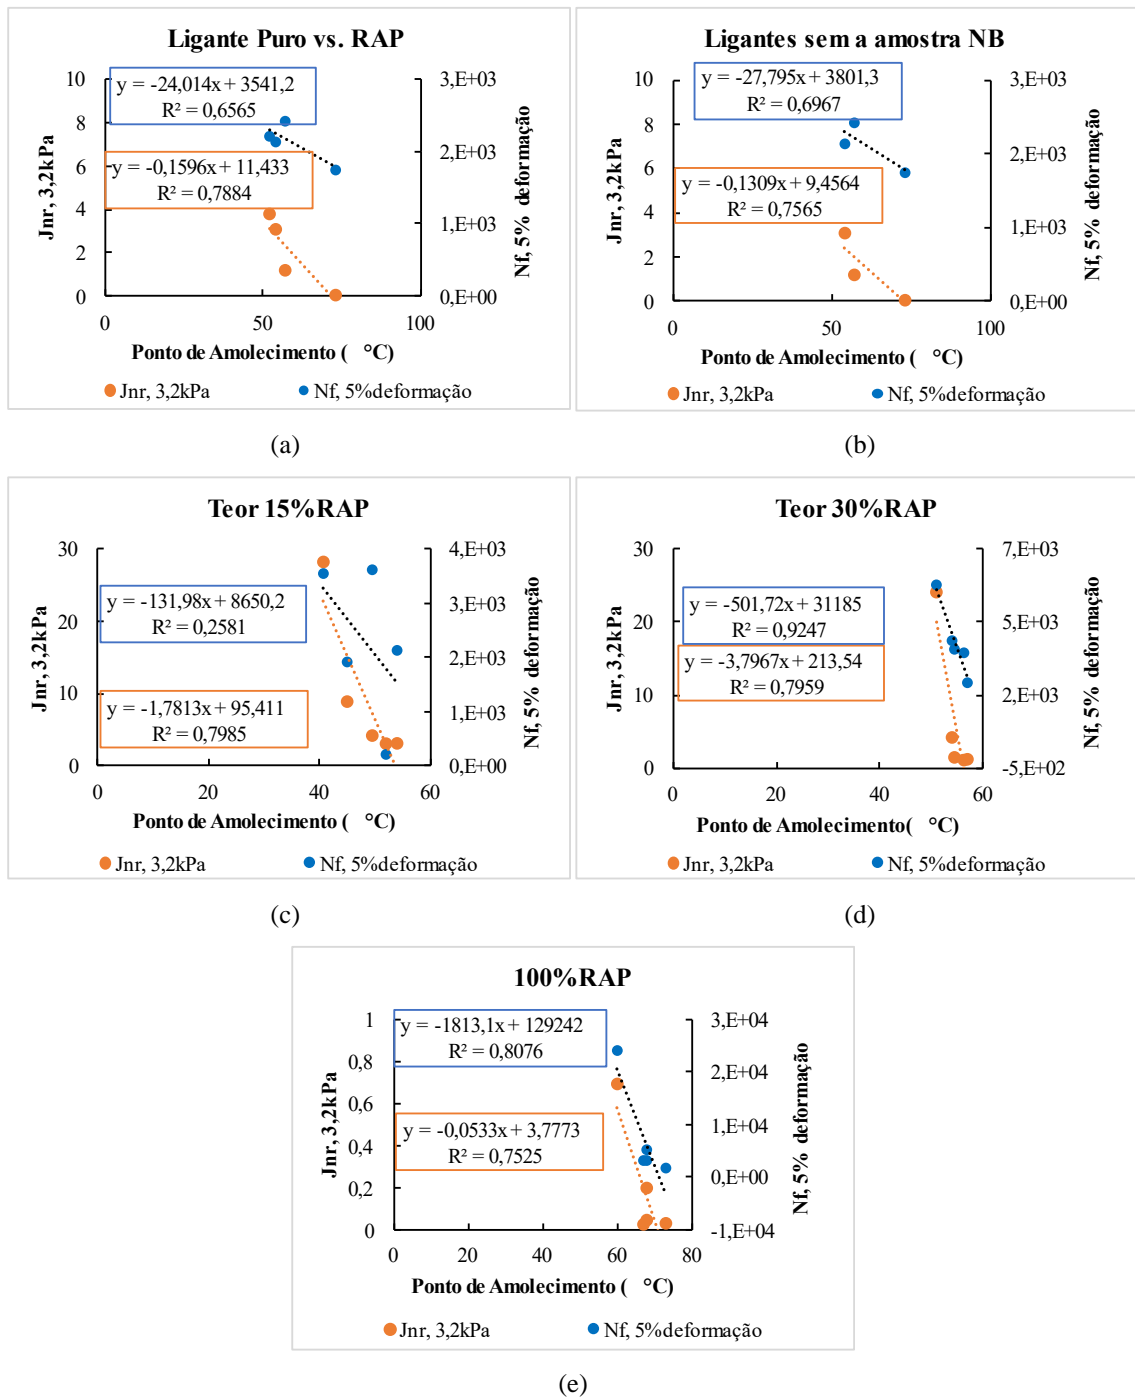 Ligante Puro vs. RAP
y = -24,014x + 3541,2
R² = 0,6565
y = -0,1596x + 11,433
R² = 0,7884
Jnr, 3,2kPa
10
8
6
4
2
0
Nf, 5% deformação
3,E+03
2,E+03
1,E+03
0,E+00
0
50
100
Ponto de Amolecimento ( °C)
Jnr, 3,2kPa
Nf, 5%deformação
(a)
Ligantes sem a amostra NB
y = -27,795x + 3801,3
R² = 0,6967
y = -0,1309x + 9,4564
R² = 0,7565
Jnr, 3,2kPa
10
8
6
4
2
0
Nf, 5% deformação
3,E+03
2,E+03
1,E+03
0,E+00
0
50
100
Ponto de Amolecimento ( °C)
Jnr, 3,2kPa
Nf, 5%deformação
(b)
Teor 15%RAP
y = -131,98x + 8650,2
R² = 0,2581
y = -1,7813x + 95,411
R² = 0,7985
Jnr, 3,2kPa
30
20
10
0
Nf, 5% deformação
4,E+03
3,E+03
2,E+03
1,E+03
0,E+00
0
20
40
60
Ponto de Amolecimento ( °C)
Jnr, 3,2kPa
Nf, 5%deformação
(c)
Teor 30%RAP
y = -501,72x + 31185
R² = 0,9247
y = -3,7967x + 213,54
R² = 0,7959
Jnr, 3,2kPa
30
20
10
0
Nf, 5% deformação
7,E+03
5,E+03
2,E+03
-5,E+02
0
20
40
60
Ponto de Amolecimento( °C)
Jnr, 3,2kPa
Nf, 5%deformação
(d)
100%RAP
y = -1813,1x + 129242
R² = 0,8076
y = -0,0533x + 3,7773
R² = 0,7525
Jnr, 3,2kPa
1
0,8
0,6
0,4
0,2
0
Nf, 5% deformação
3,E+04
2,E+04
1,E+04
0,E+00
-1,E+04
0
20
40
60
80
Ponto de Amolecimento ( °C)
Jnr, 3,2kPa
Nf, 5%deformação
(e)